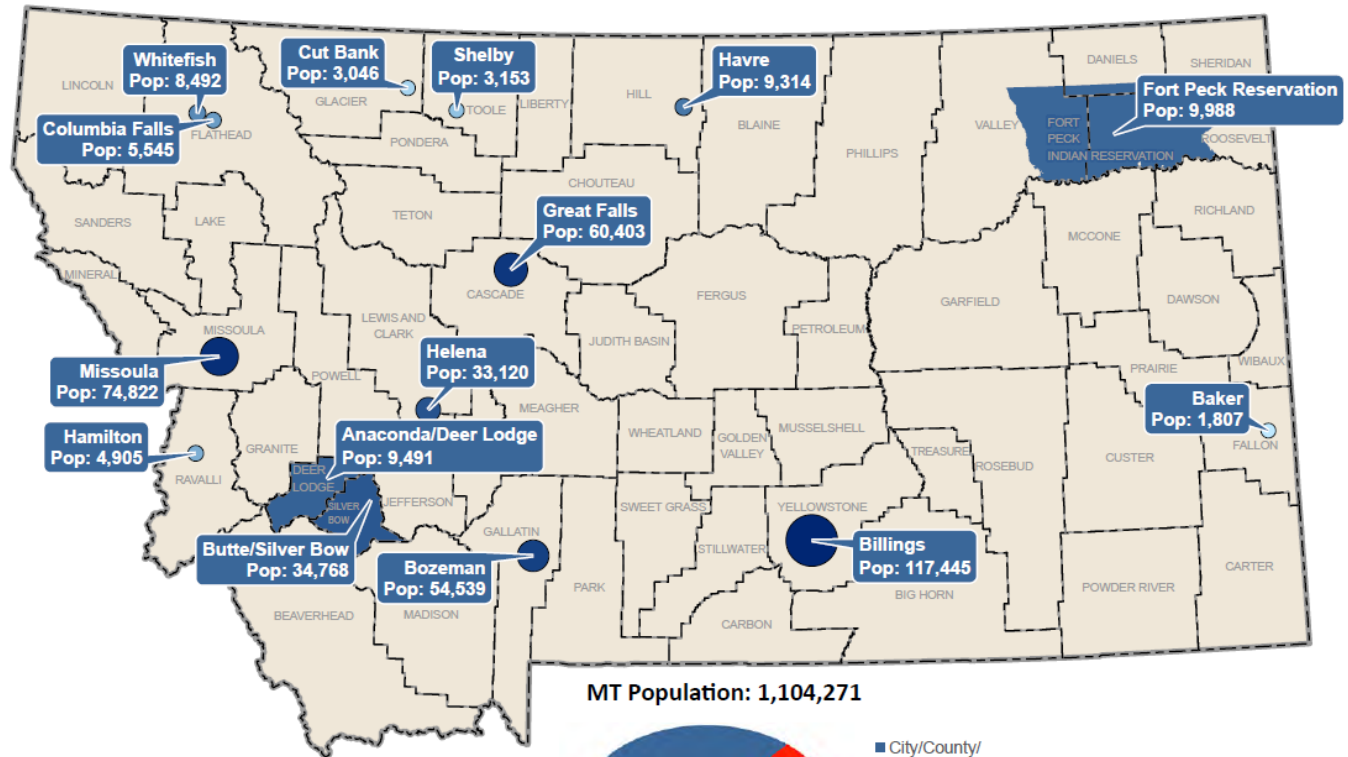 Whitefish
Pop: 8,492
Cut Bank
Pop: 3,046
Shelby
Pop: 3,153
Havre
Pop: 9,314
Fort Peck Reservation
Pop: 9,988
Columbia Falls
Pop: 5,545
LINCOLN
FLATHEAD
GLACIER
TOOLE
LIBERTY
HILL
BLAINE
PHILLIPS
VALLEY
DANIELS
SHERIDAN
FORT
PECK
INDIAN RESERVATION
ROOSEVELT
PONDERA
CHOUTEAU
TETON
SANDERS
LAKE
RICHLAND
MCCONE
Great Falls
Pop: 60,403
MINERAL
MISSOULA
LEWIS AND
CLARK
CASCADE
FERGUS
PETROLEUM
GARFIELD
DAWSON
JUDITH BASIN
WIBAUX
PRAIRIE
Missoula
Pop: 74,822
Helena
Pop: 33,120
POWELL
MEAGHER
Baker
Pop: 1,807
Hamilton
Pop: 4,905
GRANITE
RAVALLI
Anaconda/Deer Lodge
Pop: 9,491
WHEATLAND
GOLDEN
VALLEY
MUSSELSHELL
TREASURE
ROSEBUD
CUSTER
FALLON
DEER
LODGE
SILVER
BOW
JEFFERSON
GALLATIN
SWEET GRASS
STILLWATER
YELLOWSTONE
Butte/Silver Bow
Pop: 34,768
Bozeman
Pop: 54,539
Billings
Pop: 117,445
PARK
BIG HORN
POWDER RIVER
CARTER
BEAVERHEAD
MADISON
CARBON
MT Population: 1,104,271
City/County/